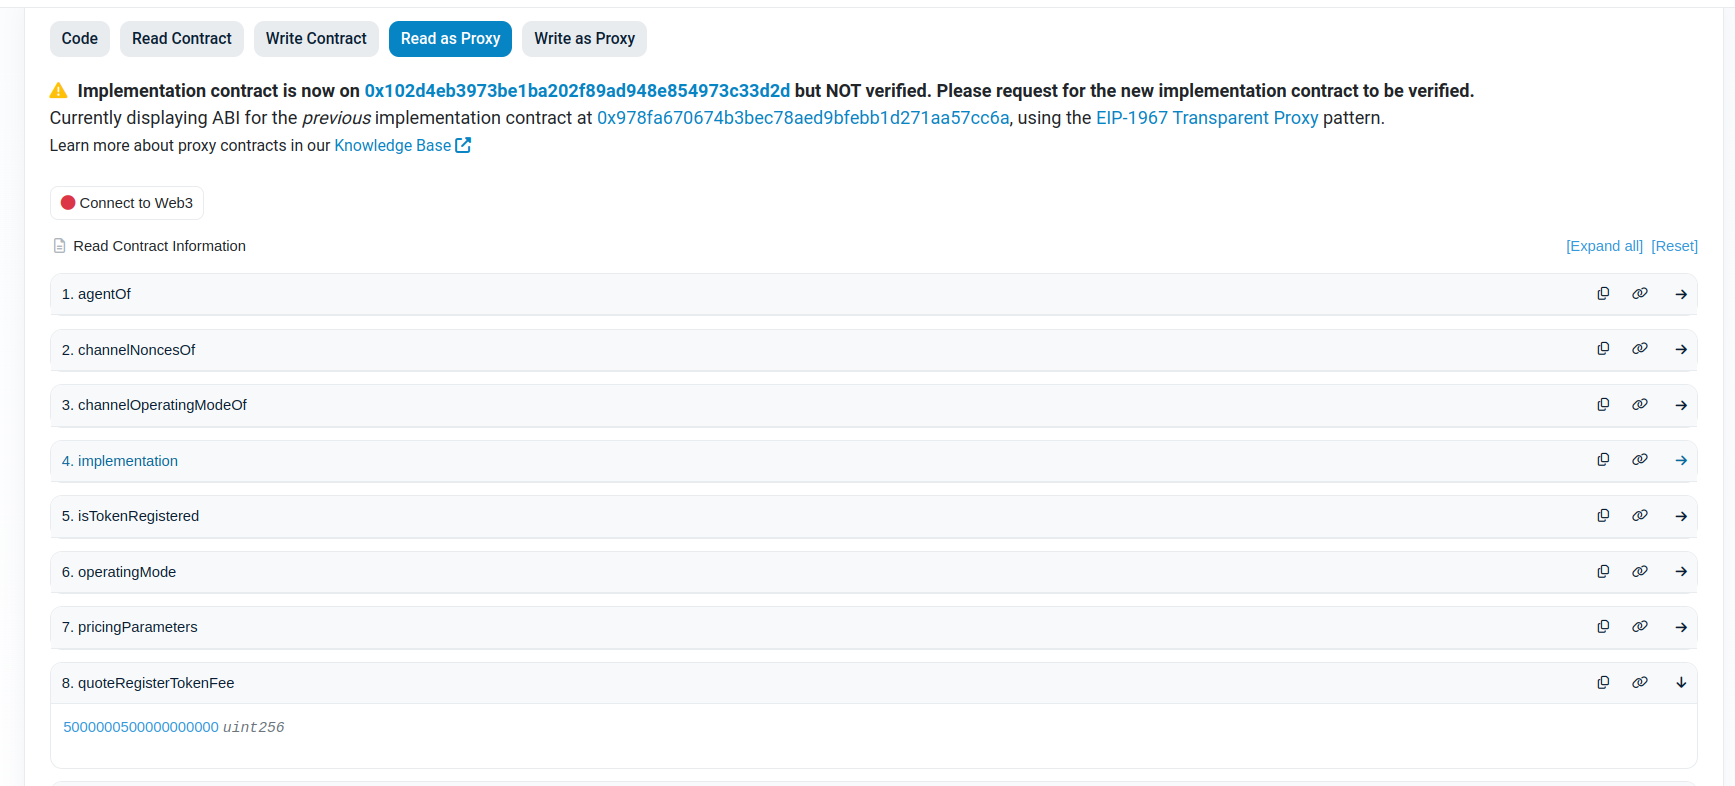 Code Read Contract Write Contract Read as Proxy Write as Proxy
Implementation contract is now on 0x102d4eb3973be1ba202f89ad948e854973c33d2d but NOT verified. Please request for the new implementation contract to be verified.
Currently displaying ABI for the previous implementation contract at 0x978fa670674b3bec78aed9bfebb1d271aa57cc6a, using the EIP-1967 Transparent Proxy pattern.
Learn more about proxy contracts in our Knowledge Base
Connect to Web3
Read Contract Information [Expand all] [Reset]
1. agentOf
2. channelNoncesOf
3. channelOperatingModeOf
4. implementation
5. isTokenRegistered
6. operatingMode
7. pricingParameters
8. quoteRegisterTokenFee
5000000500000000000 uint256